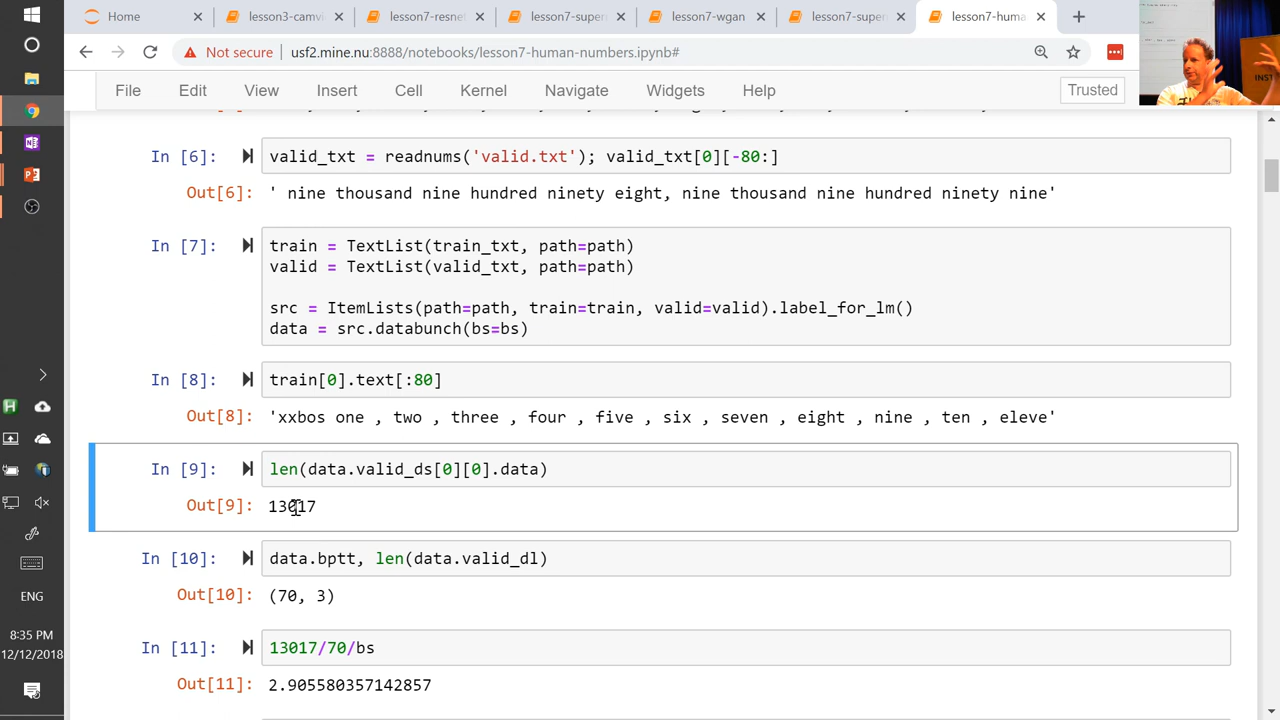 Home
lesson3-camvi
lesson7-resne
lesson7-super
lesson7-wgan
lesson7-super
lesson7-huma
Not secure
usf2.mine.nu:8888/notebooks/lesson7-human-numbers.ipynb#
INST
File Edit View Insert Cell Kernel Navigate Widgets Help Trusted
In [6]: valid_txt = readnums('valid.txt'); valid_txt[0][-80:]
Out[6]: ' nine thousand nine hundred ninety eight, nine thousand nine hundred ninety nine'
In [7]: train = TextList(train_txt, path=path)
valid = TextList(valid_txt, path=path)
src = ItemLists(path=path, train=train, valid=valid).label_for_lm()
data = src.databunch(bs=bs)
In [8]: train[0].text[:80]
Out[8]: 'xxbos one , two , three , four , five , six , seven , eight , nine , ten , eleve'
In [9]: len(data.valid_ds[0][0].data)
Out[9]: 13017
In [10]: data.bptt, len(data.valid_dl)
Out[10]: (70, 3)
In [11]: 13017/70/bs
Out[11]: 2.905580357142857
ENG
8:35 PM
12/12/2018